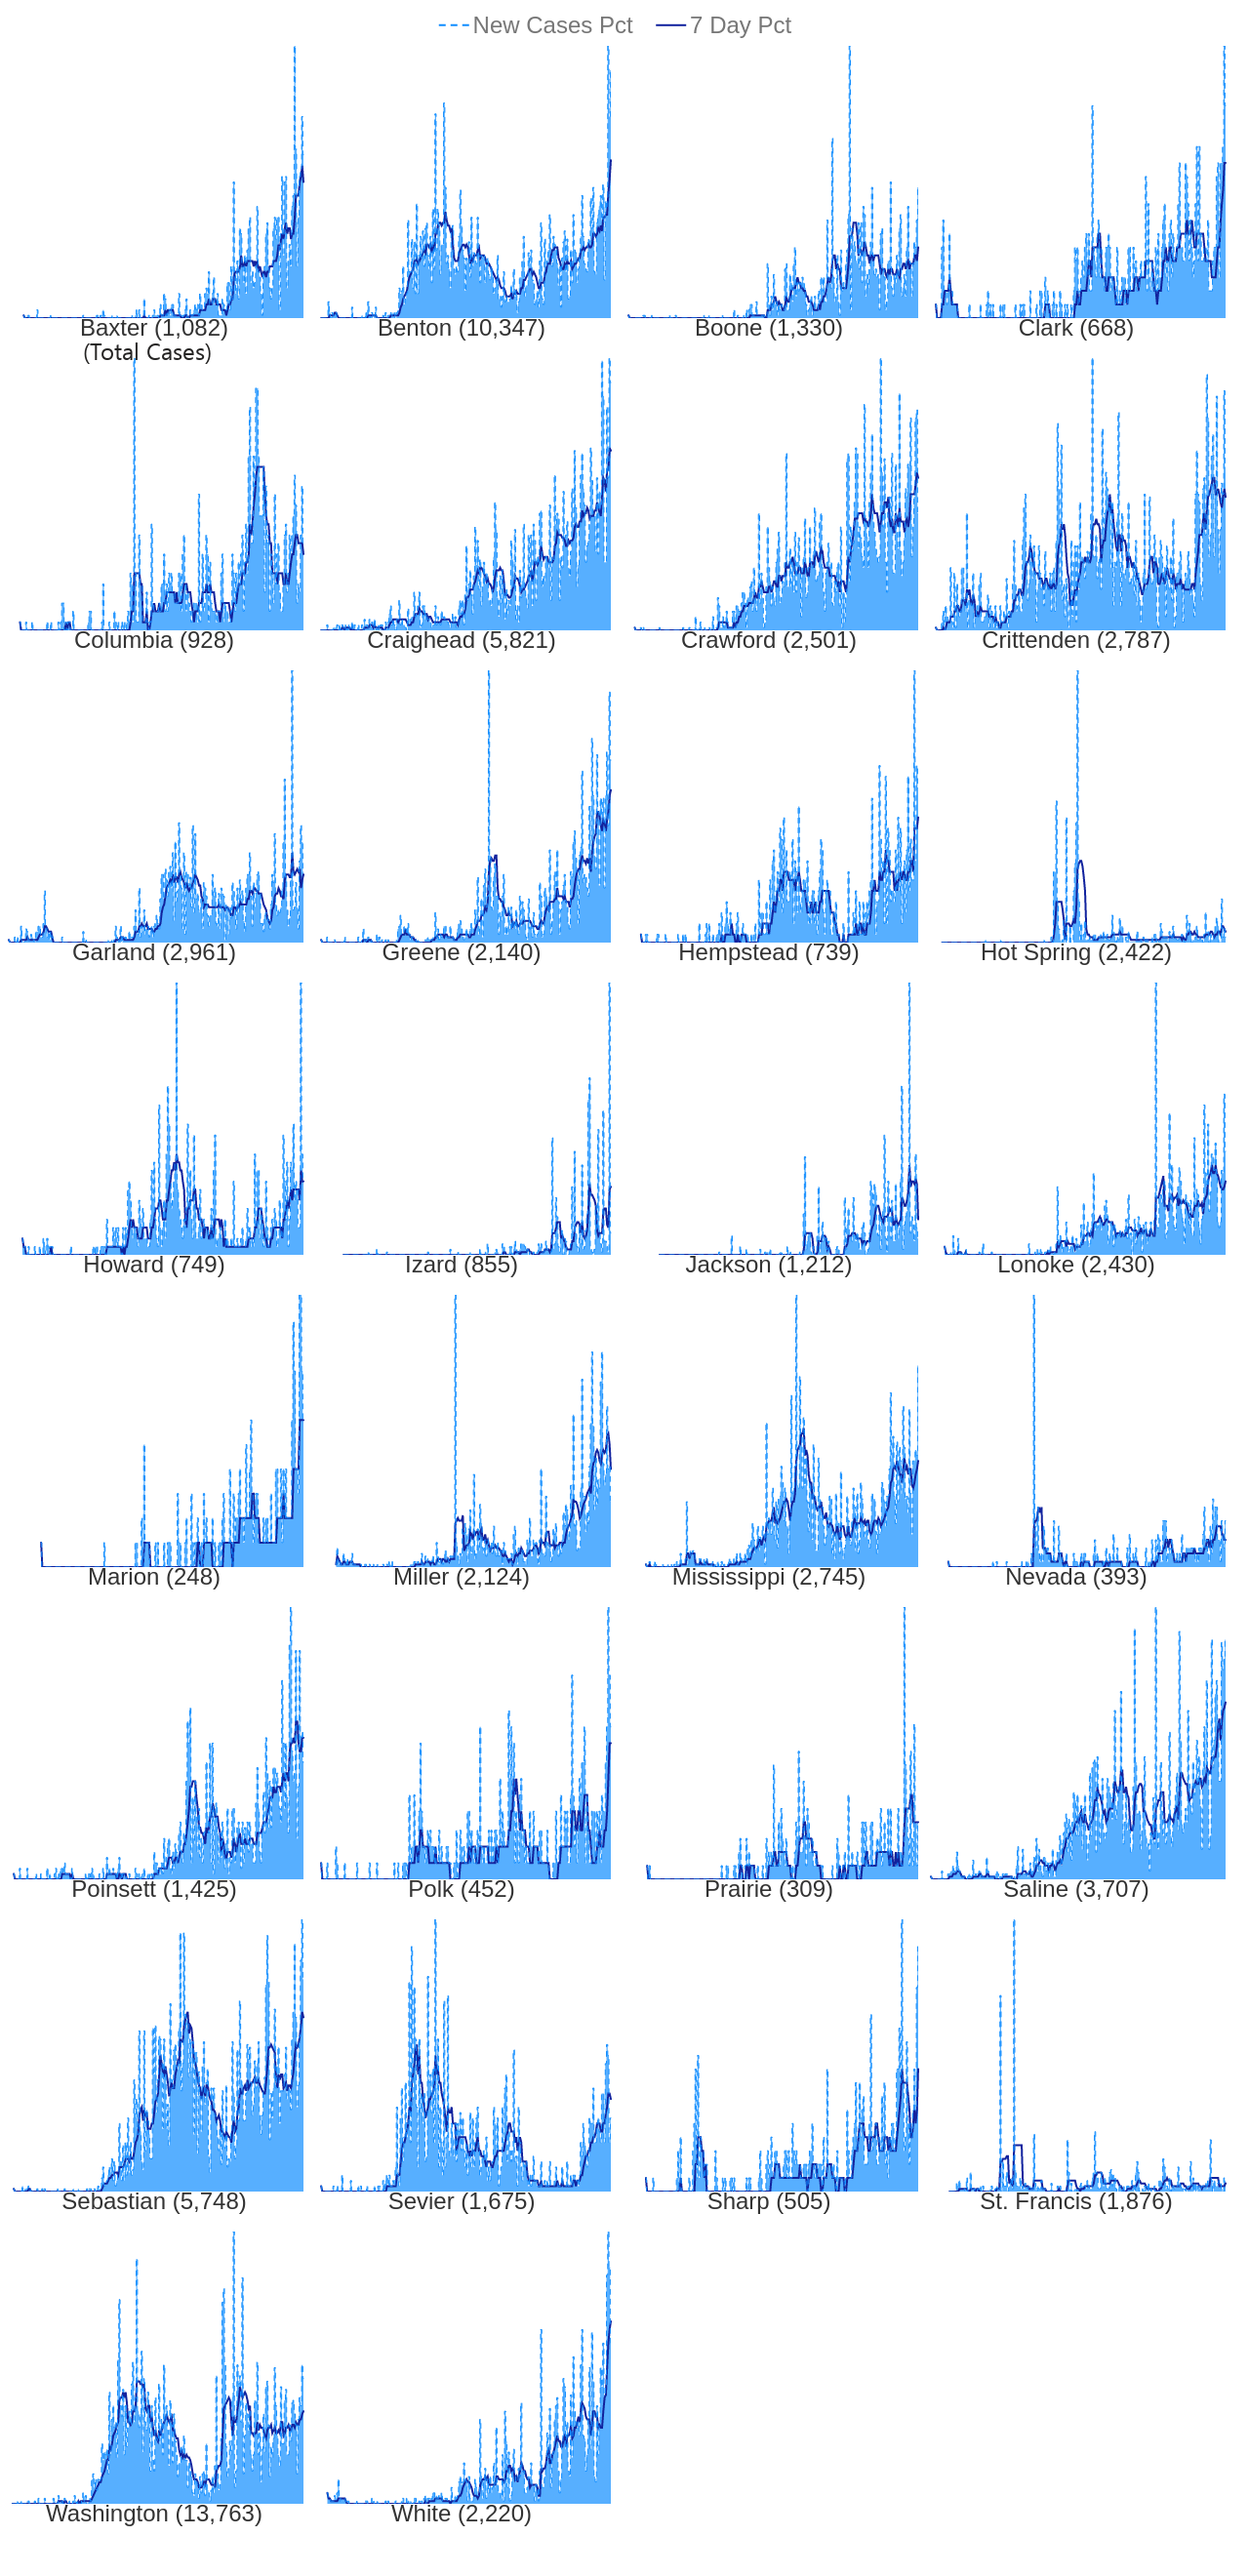 New Cases Pct 7 Day Pct
Baxter (1,082) Benton (10,347) Boone (1,330) Clark (668)
(Total Cases)
Columbia (928) Craighead (5,821) Crawford (2,501) Crittenden (2,787)
Garland (2,961) Greene (2,140) Hempstead (739) Hot Spring (2,422)
Howard (749) Izard (855) Jackson (1,212) Lonoke (2,430)
Marion (248) Miller (2,124) Mississippi (2,745) Nevada (393)
Poinsett (1,425) Polk (452) Prairie (309) Saline (3,707)
Sebastian (5,748) Sevier (1,675) Sharp (505) St. Francis (1,876)
Washington (13,763) White (2,220)